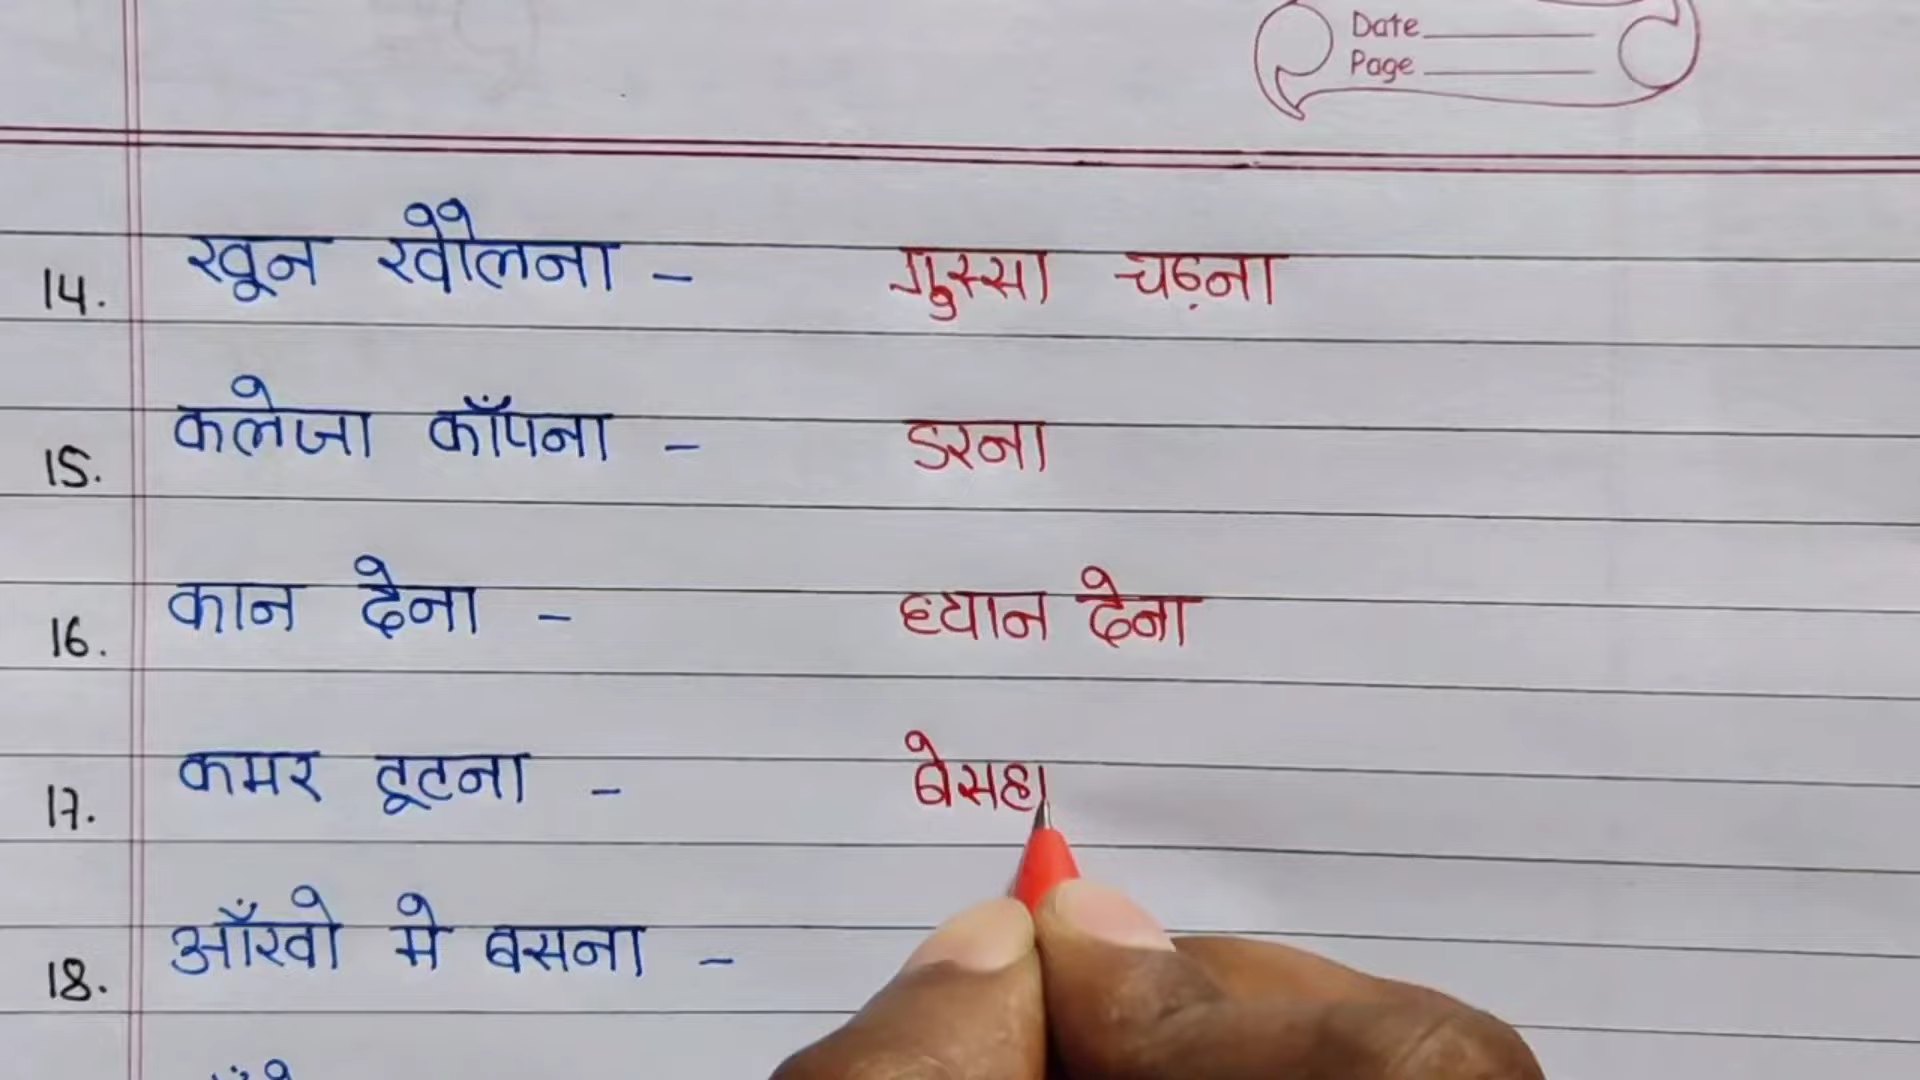 Date
Page
14. खून खौलना - गुस्सा चढ़ना
15. कलेजा काँपना - डरना
16. कान देना - ध्यान देना
17. कमर टूटना - बेसहा
18. आँखो मे बसना -